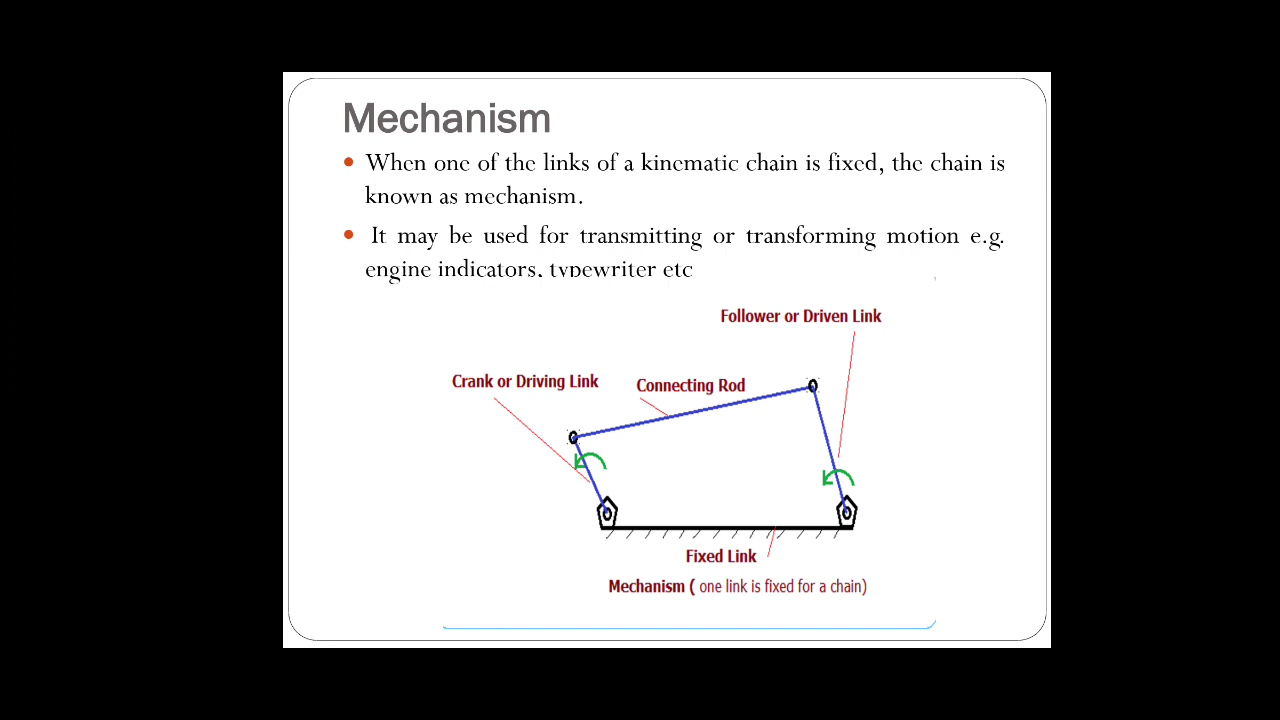 Mechanism
When one of the links of a kinematic chain is fixed, the chain is
known as mechanism.
It may be used for transmitting or transforming motion e.g.
engine indicators, typewriter etc
Follower or Driven Link
Crank or Driving Link
Connecting Rod
Fixed Link
Mechanism ( one link is fixed for a chain)